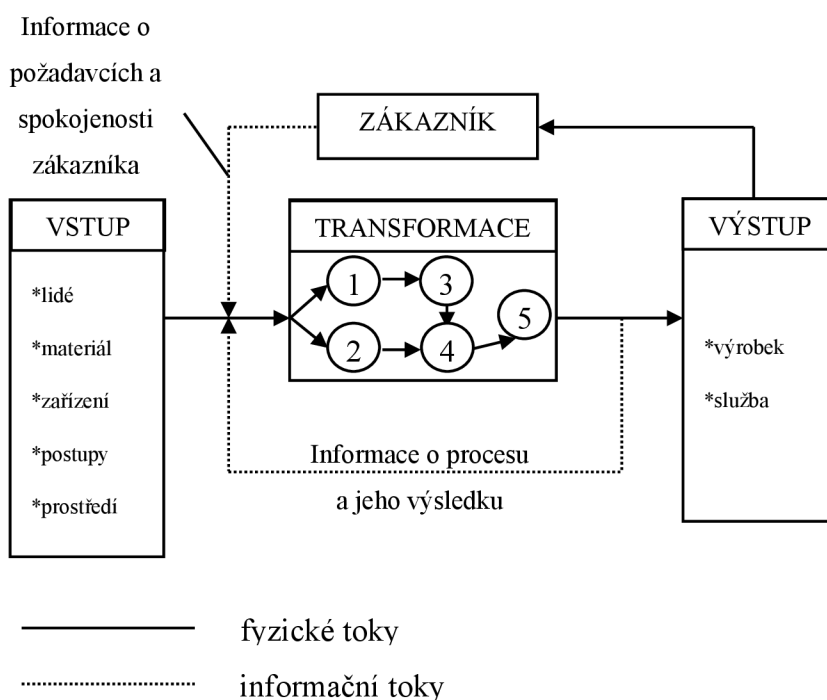 Informace o
požadavcích a
spokojenosti
zákazníka
ZÁKAZNÍK
VSTUP
*lidé
*materiál
*zařízení
*postupy
*prostředí
TRANSFORMACE
1
3
5
2
4
VÝSTUP
*výrobek
*služba
Informace o procesu
a jeho výsledku
fyzické toky
informační toky